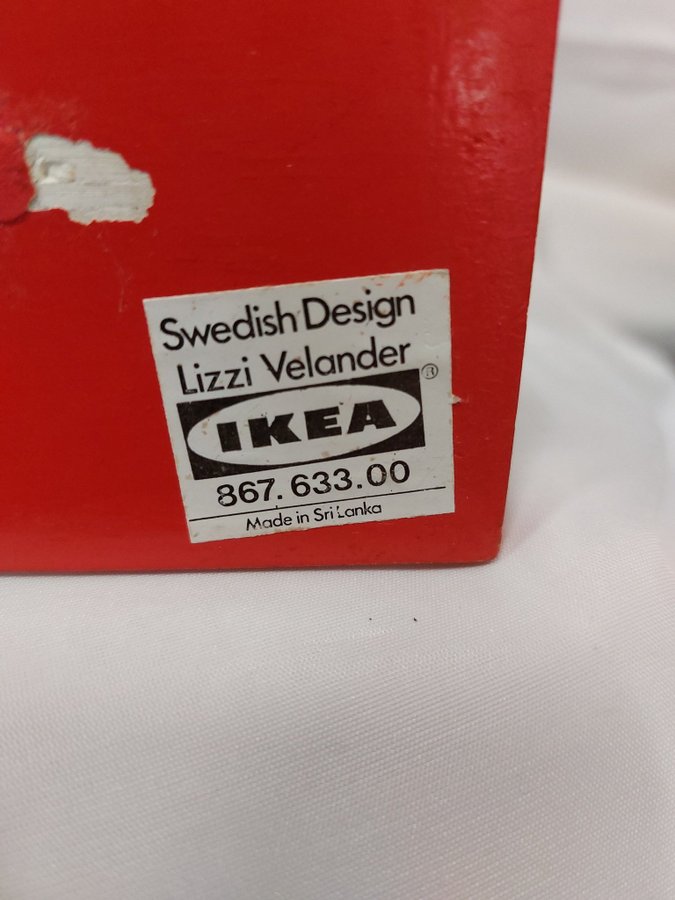 Swedish Design
Lizzi Velander
IKEA ®
867.633.00
Made in Sri Lanka